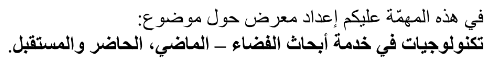 في هذه المهمّة عليكم إعداد معرض حول موضوع:
تكنولوجيات في خدمة أبحاث الفضاء – الماضي، الحاضر والمستقبل.